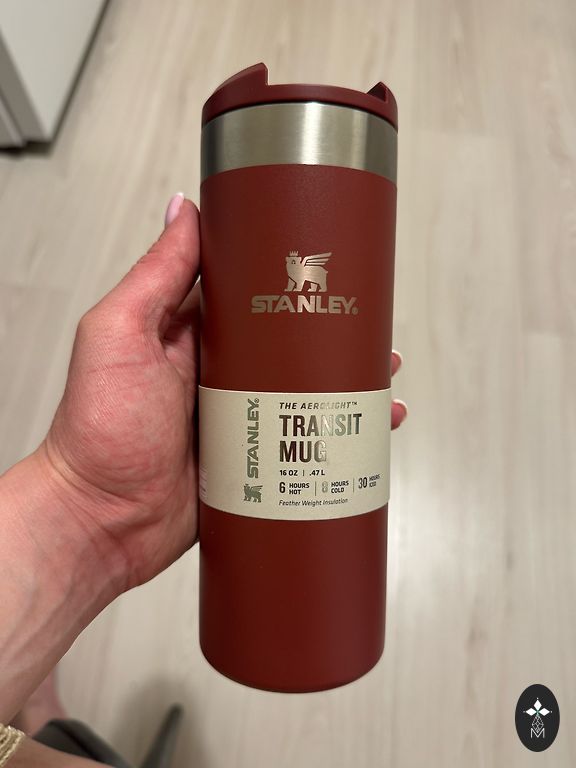 STANLEY®
STANLEY®
THE AEROLIGHT™
TRANSIT
MUG
16 OZ | .47 L
6 HOURS HOT | 8 HOURS COLD | 30 HOURS ICED
Feather Weight Insulation
M